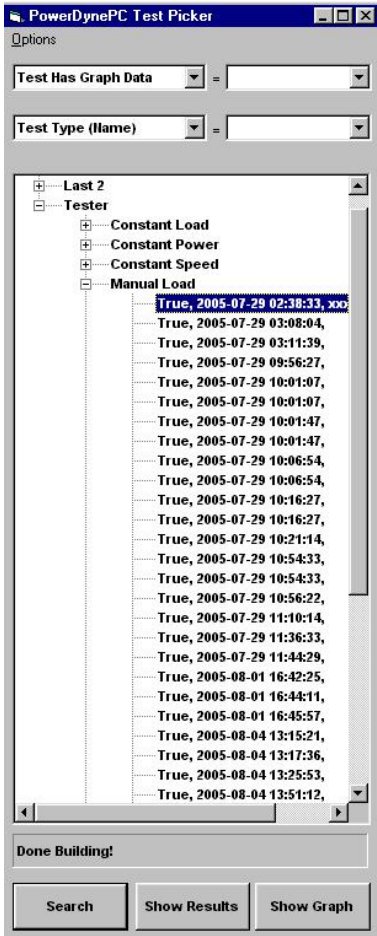 PowerDynePC Test Picker
Options
Test Has Graph Data =
Test Type (Name) =
Last 2
Tester
Constant Load
Constant Power
Constant Speed
Manual Load
True, 2005-07-29 02:38:33, xxx
True, 2005-07-29 03:08:04,
True, 2005-07-29 03:11:39,
True, 2005-07-29 09:56:27,
True, 2005-07-29 10:01:07,
True, 2005-07-29 10:01:07,
True, 2005-07-29 10:01:47,
True, 2005-07-29 10:01:47,
True, 2005-07-29 10:06:54,
True, 2005-07-29 10:06:54,
True, 2005-07-29 10:16:27,
True, 2005-07-29 10:16:27,
True, 2005-07-29 10:21:14,
True, 2005-07-29 10:54:33,
True, 2005-07-29 10:54:33,
True, 2005-07-29 10:56:22,
True, 2005-07-29 11:10:14,
True, 2005-07-29 11:36:33,
True, 2005-07-29 11:44:29,
True, 2005-08-01 16:42:25,
True, 2005-08-01 16:44:11,
True, 2005-08-01 16:45:57,
True, 2005-08-04 13:15:21,
True, 2005-08-04 13:17:36,
True, 2005-08-04 13:25:53,
True, 2005-08-04 13:51:12,
Done Building!
Search Show Results Show Graph